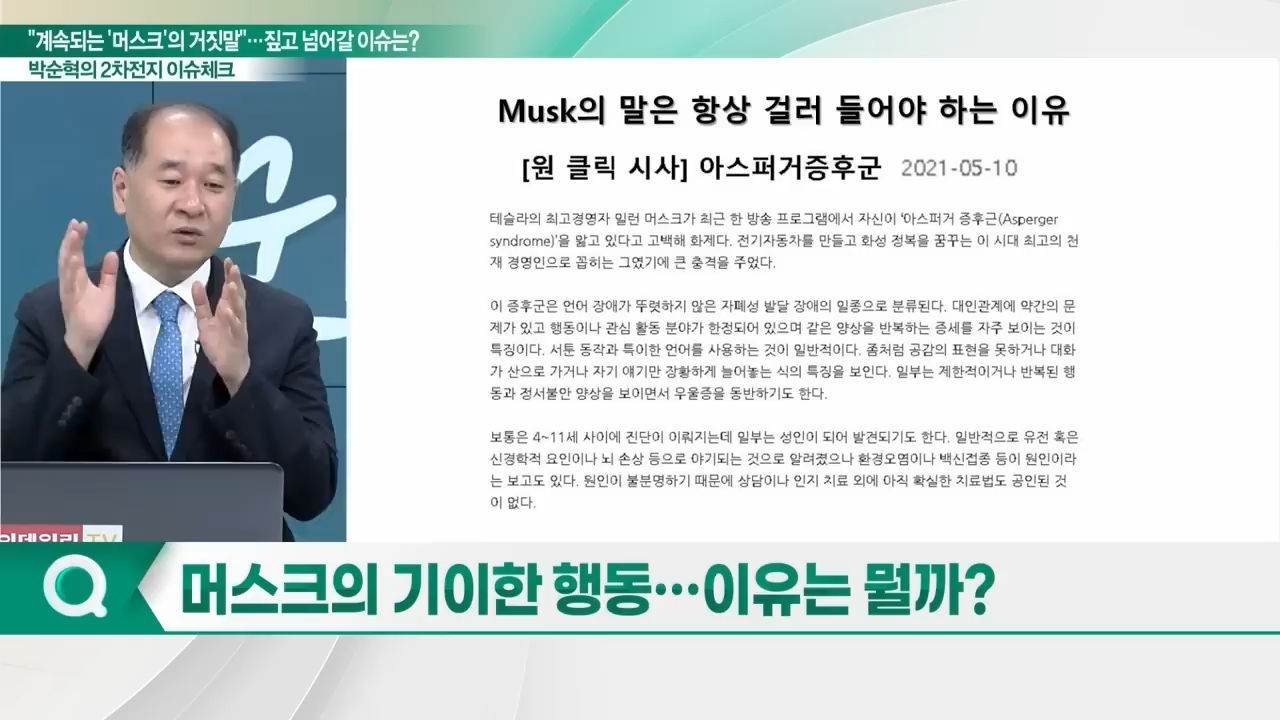 "계속되는 '머스크'의 거짓말"…짚고 넘어갈 이슈는?
박순혁의 2차전지 이슈체크
Musk의 말은 항상 걸러 들어야 하는 이유
[원 클릭 시사] 아스퍼거증후군 2021-05-10
테슬라의 최고경영자 일런 머스크가 최근 한 방송 프로그램에서 자신이 '아스퍼거 증후근(Asperger
syndrome)'을 앓고 있다고 고백해 화제다. 전기자동차를 만들고 화성 정복을 꿈꾸는 이 시대 최고의 천
재 경영인으로 꼽히는 그였기에 큰 충격을 주었다.
이 증후군은 언어 장애가 뚜렷하지 않은 자폐성 발달 장애의 일종으로 분류된다. 대인관계에 약간의 문
제가 있고 행동이나 관심 활동 분야가 한정되어 있으며 같은 양상을 반복하는 증세를 자주 보이는 것이
특징이다. 서툰 동작과 특이한 언어를 사용하는 것이 일반적이다. 좀처럼 공감의 표현을 못하거나 대화
가 산으로 가거나 자기 얘기만 장황하게 늘어놓는 식의 특징을 보인다. 일부는 제한적이거나 반복된 행
동과 정서불안 양상을 보이면서 우울증을 동반하기도 한다.
보통은 4~11세 사이에 진단이 이뤄지는데 일부는 성인이 되어 발견되기도 한다. 일반적으로 유전 혹은
신경학적 요인이나 뇌 손상 등으로 야기되는 것으로 알려졌으나 환경오염이나 백신접종 등이 원인이라
는 보고도 있다. 원인이 불분명하기 때문에 상담이나 인지 치료 외에 아직 확실한 치료법도 공인된 것
이 없다.
이데일리 TV
머스크의 기이한 행동…이유는 뭘까?